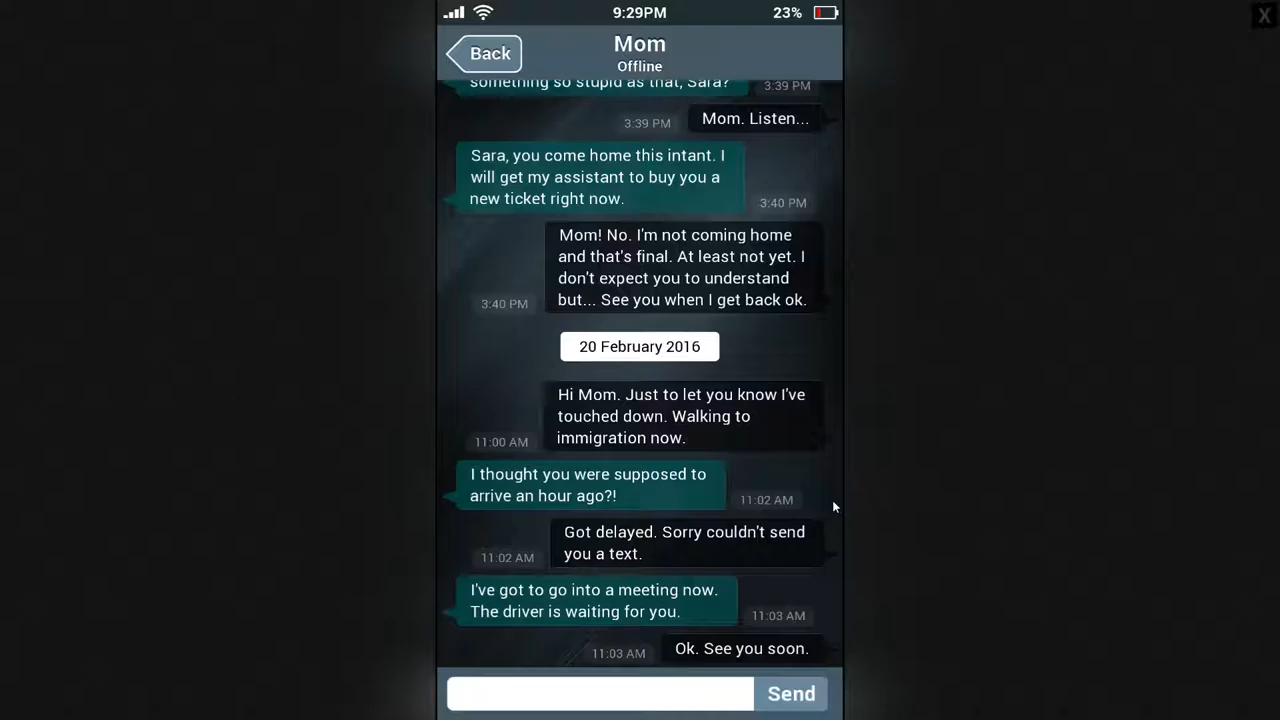 9:29PM
23%
X
Back
Mom
Offline
something so stupid as that, Sara?
3:39 PM
Mom. Listen...
3:39 PM
Sara, you come home this intant. I
will get my assistant to buy you a
new ticket right now.
3:40 PM
Mom! No. I'm not coming home
and that's final. At least not yet. I
don't expect you to understand
but... See you when I get back ok.
3:40 PM
20 February 2016
Hi Mom. Just to let you know I've
touched down. Walking to
immigration now.
11:00 AM
I thought you were supposed to
arrive an hour ago?!
11:02 AM
Got delayed. Sorry couldn't send
you a text.
11:02 AM
I've got to go into a meeting now.
The driver is waiting for you.
11:03 AM
Ok. See you soon.
11:03 AM
Send